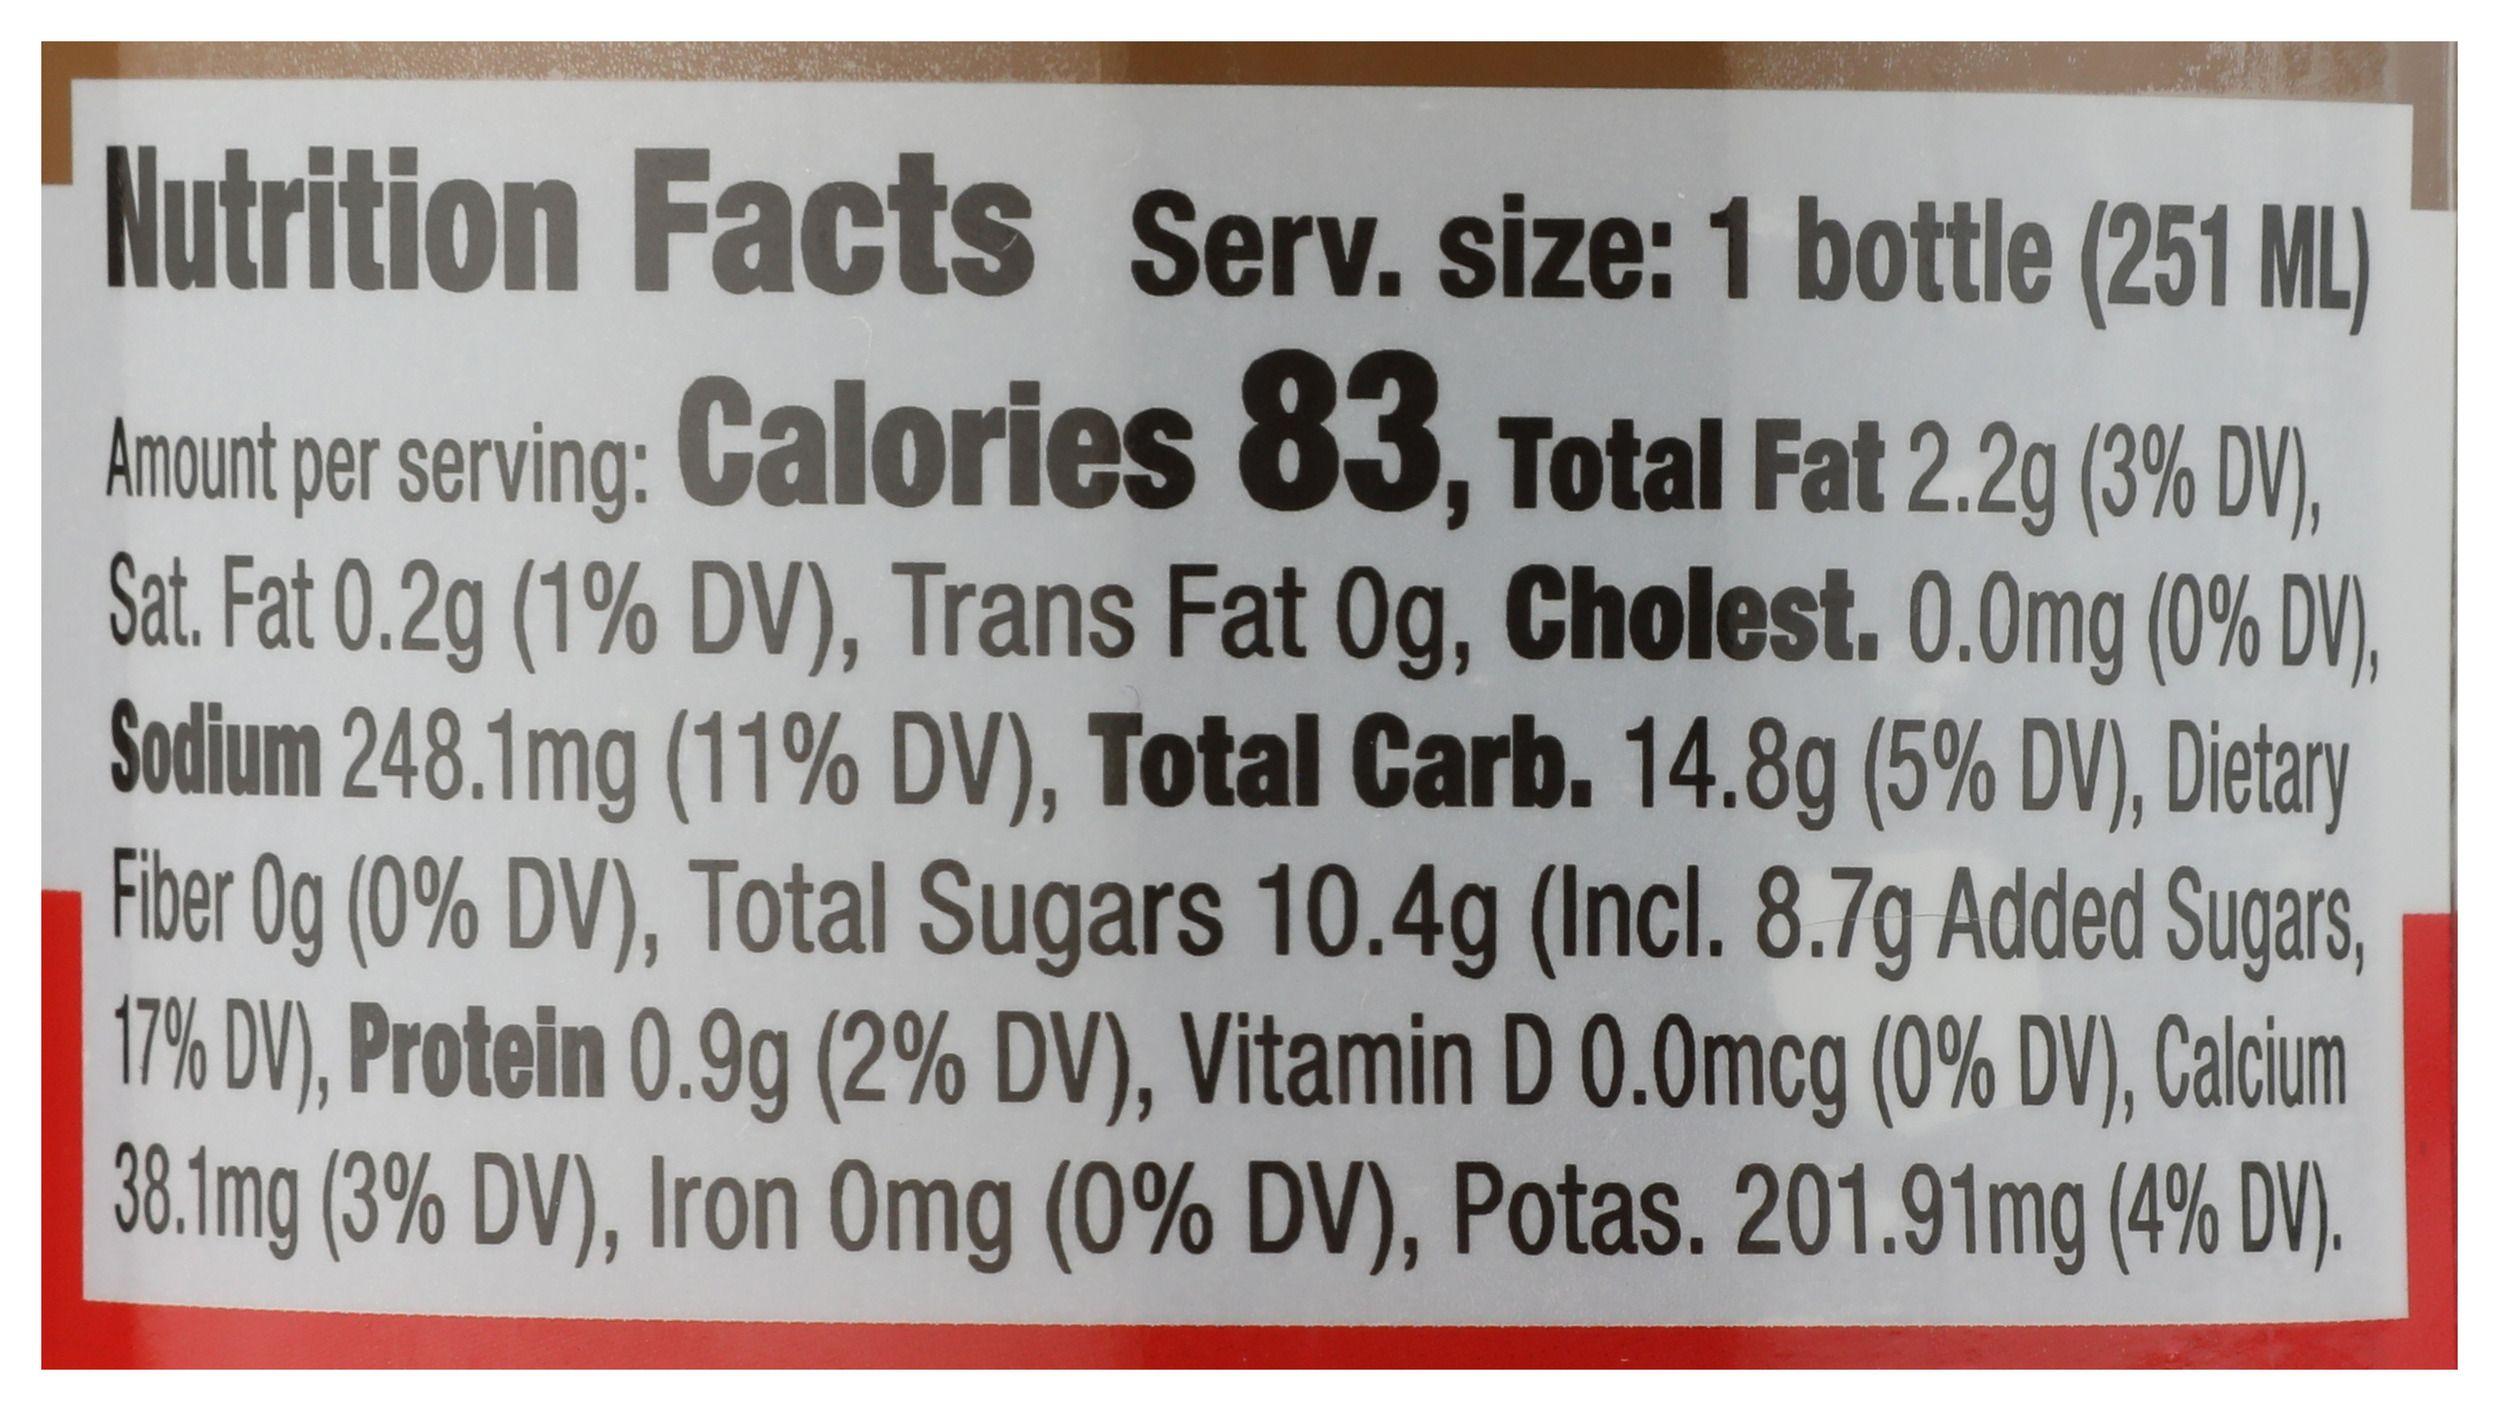 Nutrition Facts Serv. size: 1 bottle (251 ML)
Amount per serving: Calories 83, Total Fat 2.2g (3% DV),
Sat. Fat 0.2g (1% DV), Trans Fat 0g, Cholest. 0.0mg (0% DV),
Sodium 248.1mg (11% DV), Total Carb. 14.8g (5% DV), Dietary
Fiber 0g (0% DV), Total Sugars 10.4g (Incl. 8.7g Added Sugars,
17% DV), Protein 0.9g (2% DV), Vitamin D 0.0mcg (0% DV), Calcium
38.1mg (3% DV), Iron 0mg (0% DV), Potas. 201.91mg (4% DV).